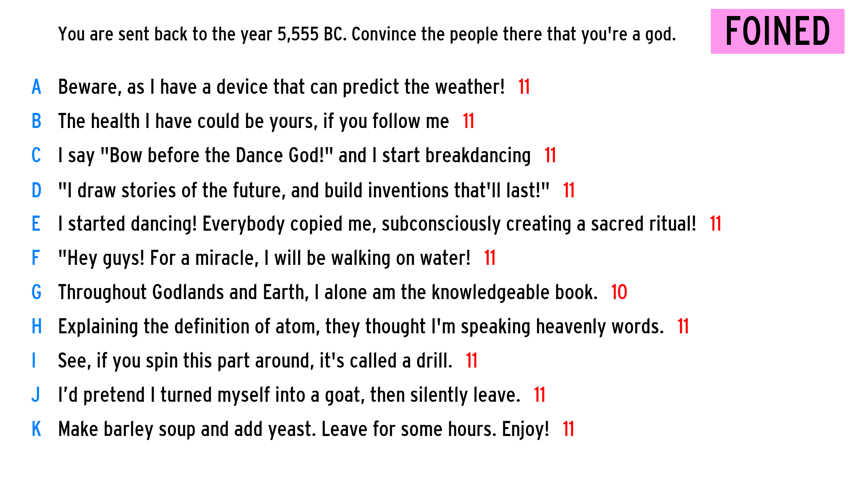 You are sent back to the year 5,555 BC. Convince the people there that you're a god.
FOINED
A Beware, as I have a device that can predict the weather! 11
B The health I have could be yours, if you follow me 11
C I say "Bow before the Dance God!" and I start breakdancing 11
D "I draw stories of the future, and build inventions that'll last!" 11
E I started dancing! Everybody copied me, subconsciously creating a sacred ritual! 11
F "Hey guys! For a miracle, I will be walking on water! 11
G Throughout Godlands and Earth, I alone am the knowledgeable book. 10
H Explaining the definition of atom, they thought I'm speaking heavenly words. 11
I See, if you spin this part around, it's called a drill. 11
J I’d pretend I turned myself into a goat, then silently leave. 11
K Make barley soup and add yeast. Leave for some hours. Enjoy! 11